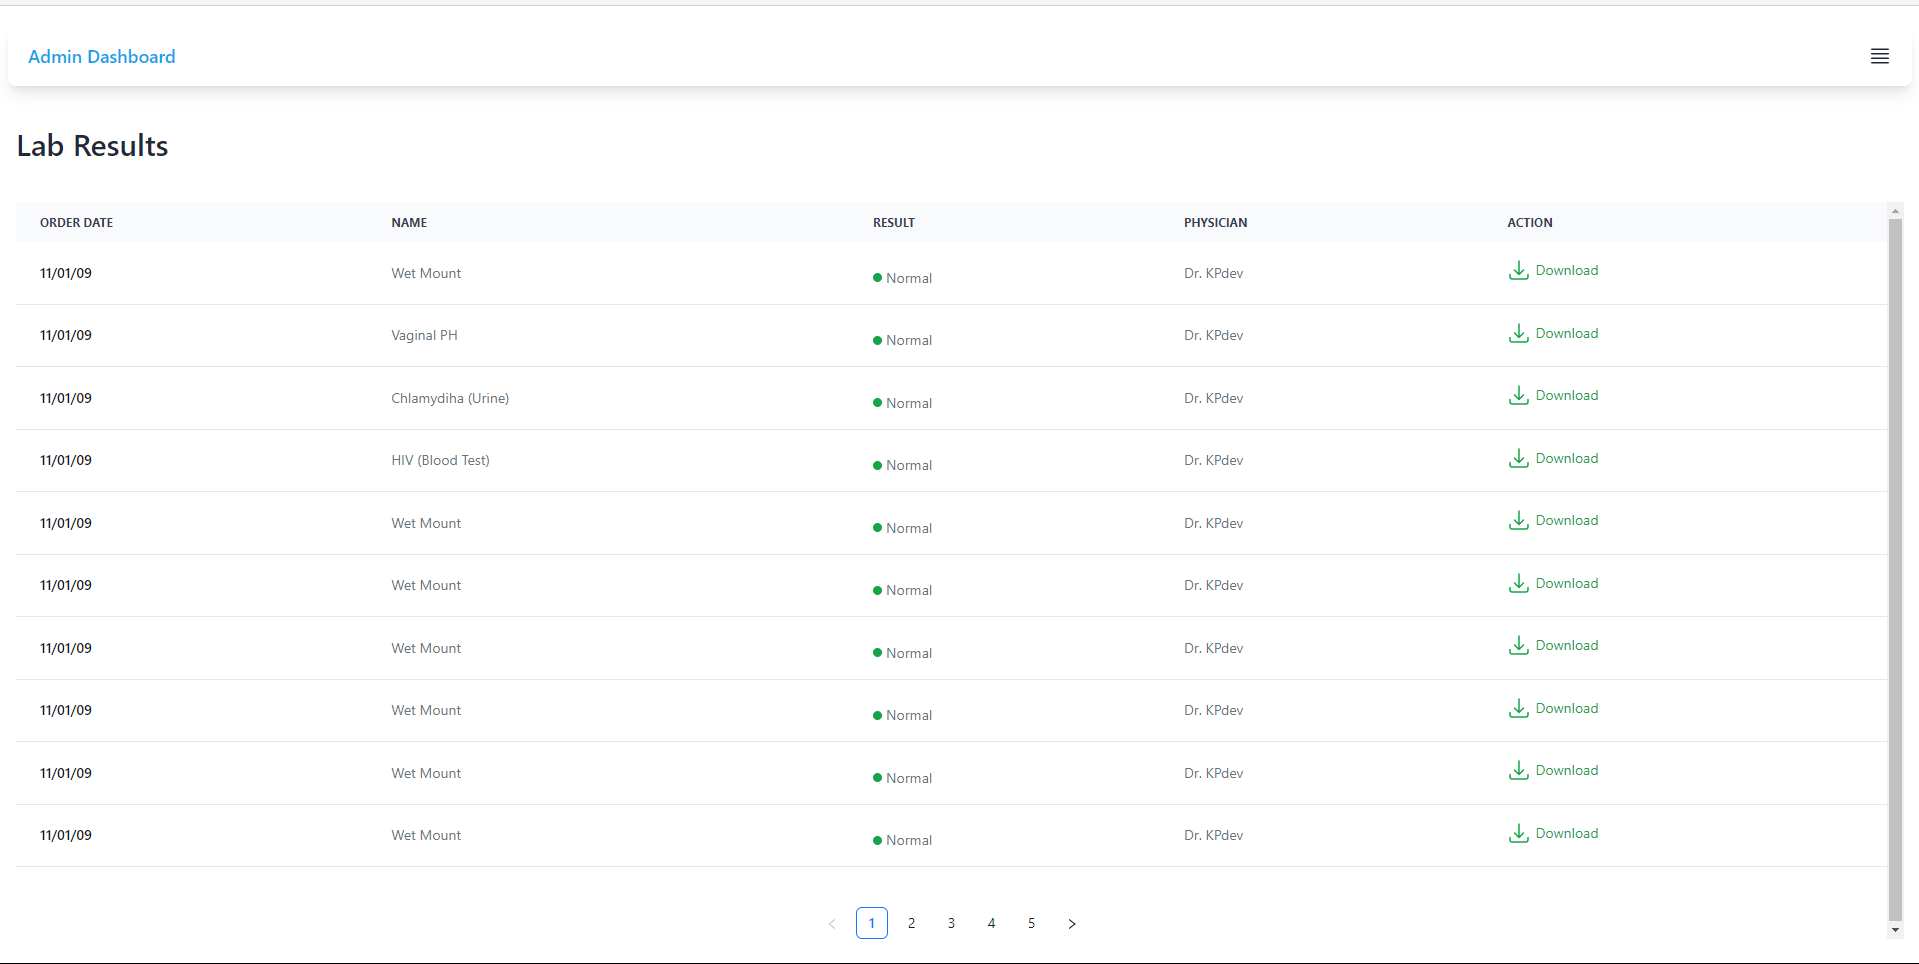 Admin Dashboard
Lab Results
ORDER DATE NAME RESULT PHYSICIAN ACTION
11/01/09 Wet Mount Normal Dr. KPdev Download
11/01/09 Vaginal PH Normal Dr. KPdev Download
11/01/09 Chlamydiha (Urine) Normal Dr. KPdev Download
11/01/09 HIV (Blood Test) Normal Dr. KPdev Download
11/01/09 Wet Mount Normal Dr. KPdev Download
11/01/09 Wet Mount Normal Dr. KPdev Download
11/01/09 Wet Mount Normal Dr. KPdev Download
11/01/09 Wet Mount Normal Dr. KPdev Download
11/01/09 Wet Mount Normal Dr. KPdev Download
11/01/09 Wet Mount Normal Dr. KPdev Download
< 1 2 3 4 5 >